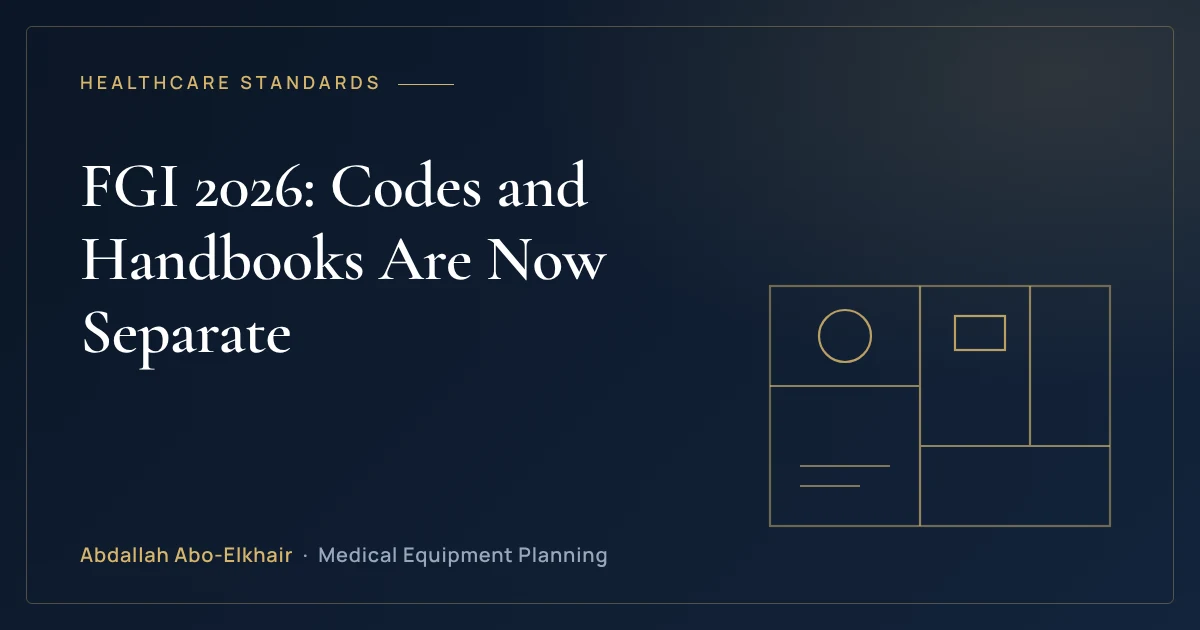 HEALTHCARE STANDARDS
FGI 2026: Codes and
Handbooks Are Now
Separate
Abdallah Abo-Elkhair · Medical Equipment Planning